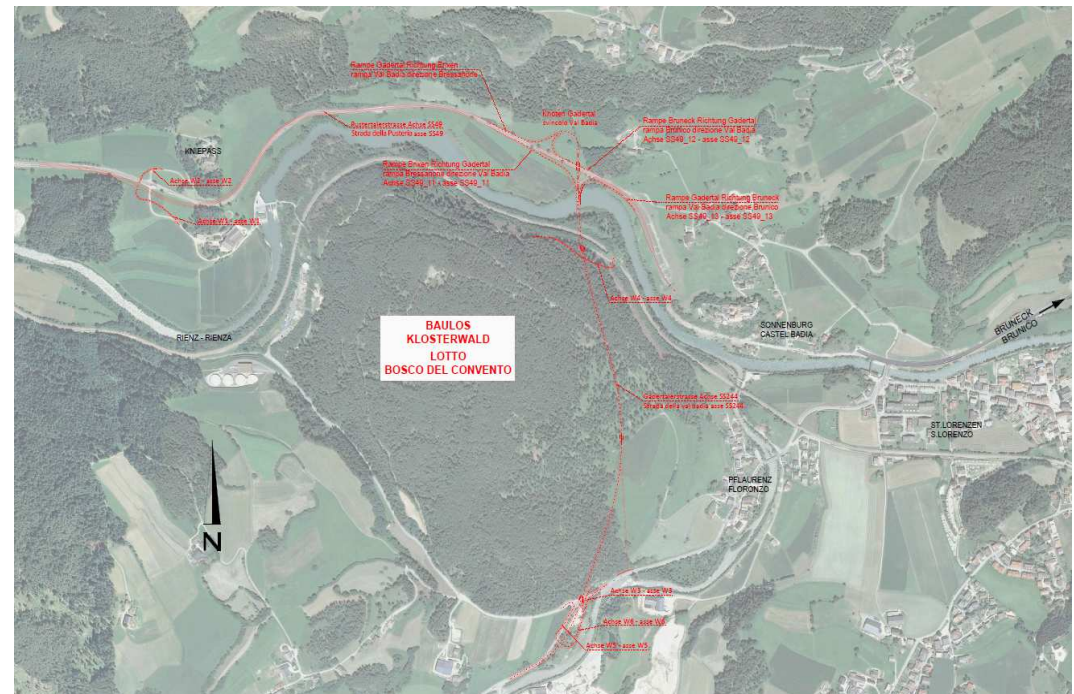 Rampe Gadertal Richtung Brixen
rampa Val Badia direzione Bressanone
Pustertalerstrasse Achse SS49
Strada della Pusteria asse SS49
Knoten Gadertal
svincolo Val Badia
Rampe Bruneck Richtung Gadertal
rampa Brunico direzione Val Badia
Achse SS49_12 - asse SS49_12
KNIEPASS
Achse W2 - asse W2
Rampe Brixen Richtung Gadertal
rampa Bressanone direzione Val Badia
Achse SS49_11 - asse SS49_11
Rampe Gadertal Richtung Bruneck
rampa Val Badia direzione Brunico
Achse SS49_13 - asse SS49_13
Achse W1 - asse W1
Achse W4 - asse W4
RIENZ - RIENZA
BAULOS
KLOSTERWALD
LOTTO
BOSCO DEL CONVENTO
SONNENBURG
CASTEL BADIA
BRUNECK
BRUNICO
Gadertalerstrasse Achse SS244
Strada della val Badia asse SS244
ST.LORENZEN
S.LORENZO
PFLAURENZ
FLORONZO
N
Achse W3 - asse W3
Achse W6 - asse W6
Achse W5 - asse W5